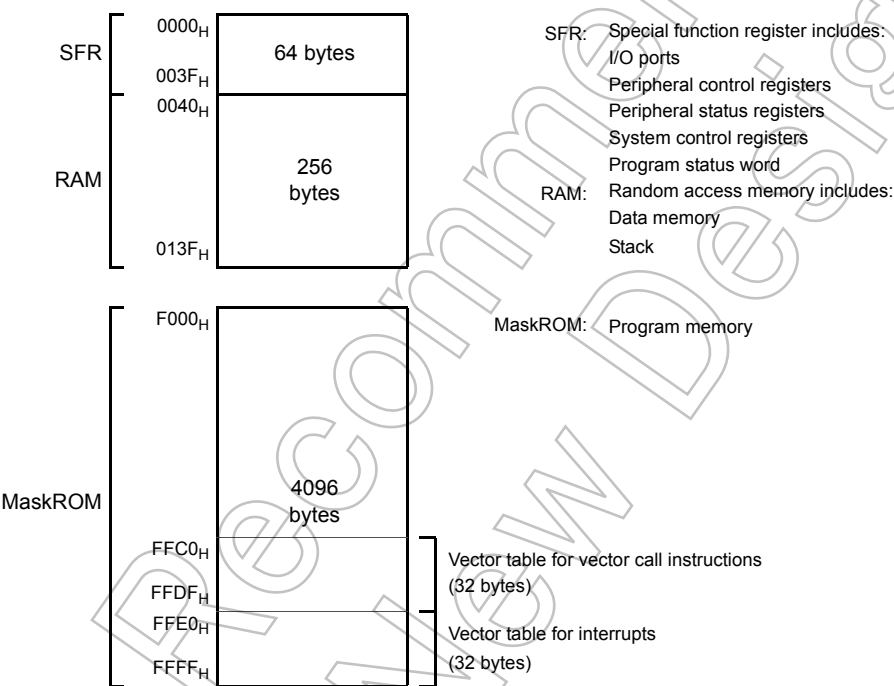 SFR
0000H
64 bytes
003FH
RAM
0040H
256
bytes
013FH
MaskROM
F000H
4096
bytes
FFC0H
FFDFH
FFE0H
FFFFH
Vector table for vector call instructions
(32 bytes)
Vector table for interrupts
(32 bytes)
SFR: Special function register includes:
I/O ports
Peripheral control registers
Peripheral status registers
System control registers
Program status word
RAM: Random access memory includes:
Data memory
Stack
MaskROM: Program memory
Recommen
New Desig